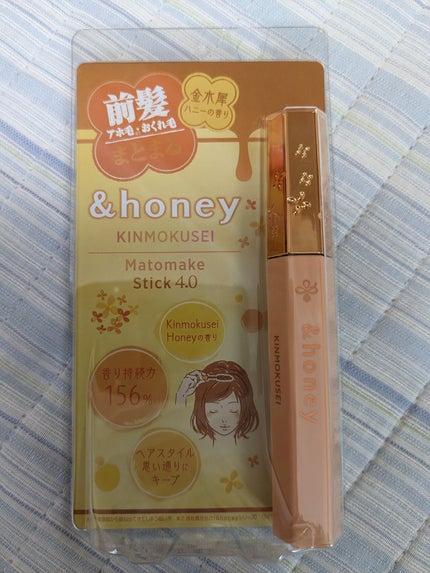 前髪
アホ毛・おくれ毛
まとまる
金木犀
ハニーの香り
&honey
KINMOKUSEI
Matomake
Stick 4.0
Kinmokusei
Honeyの香り
香り持続力
156%
ヘアスタイル
思い通りに
キープ
&honey
KINMOKUSEI